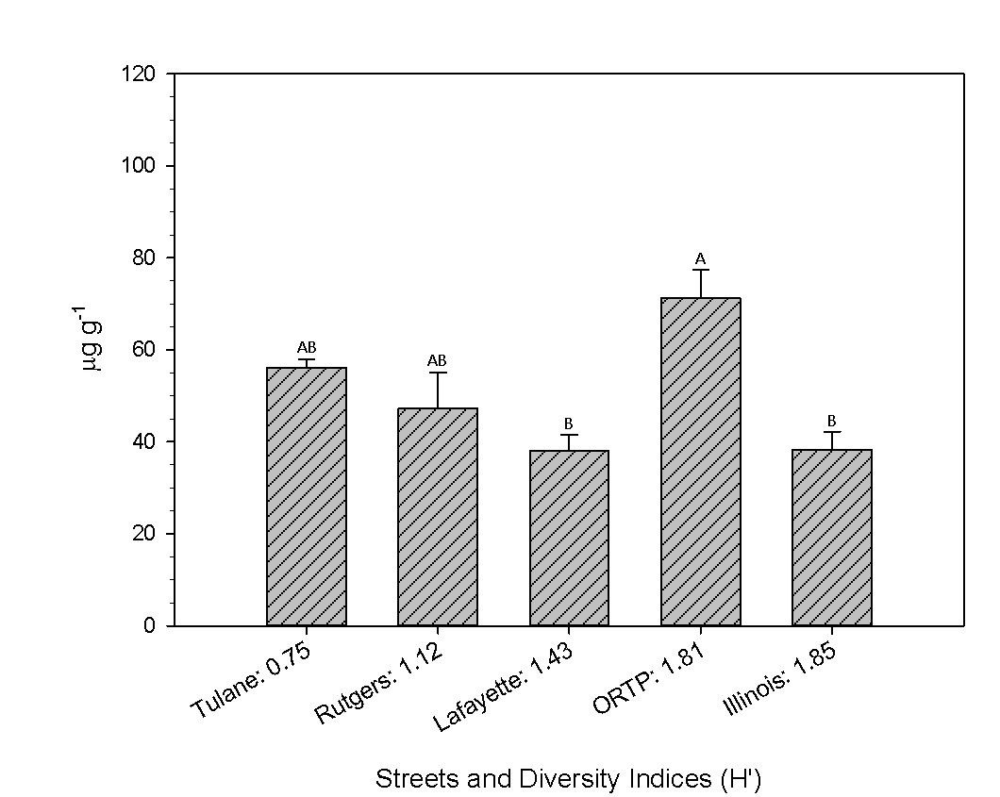 120
100
80
60
40
20
0
µg g-1
AB
AB
B
A
B
Tulane: 0.75
Rutgers: 1.12
Lafayette: 1.43
ORTP: 1.81
Illinois: 1.85
Streets and Diversity Indices (H')